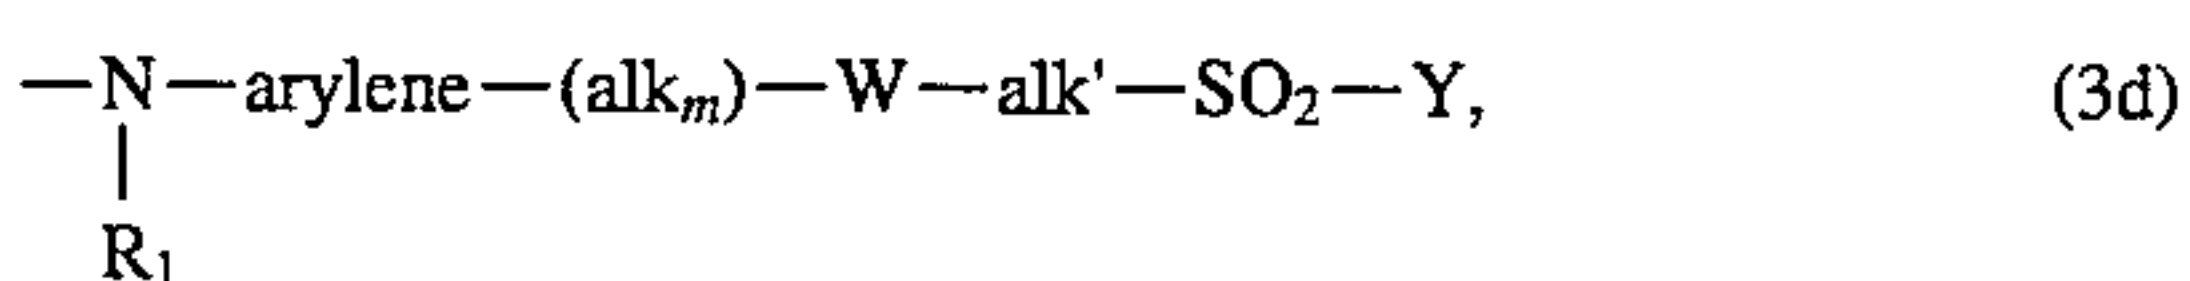 —N—arylene—(alkₘ)—W—alk'—SO₂—Y, (3d)
R₁